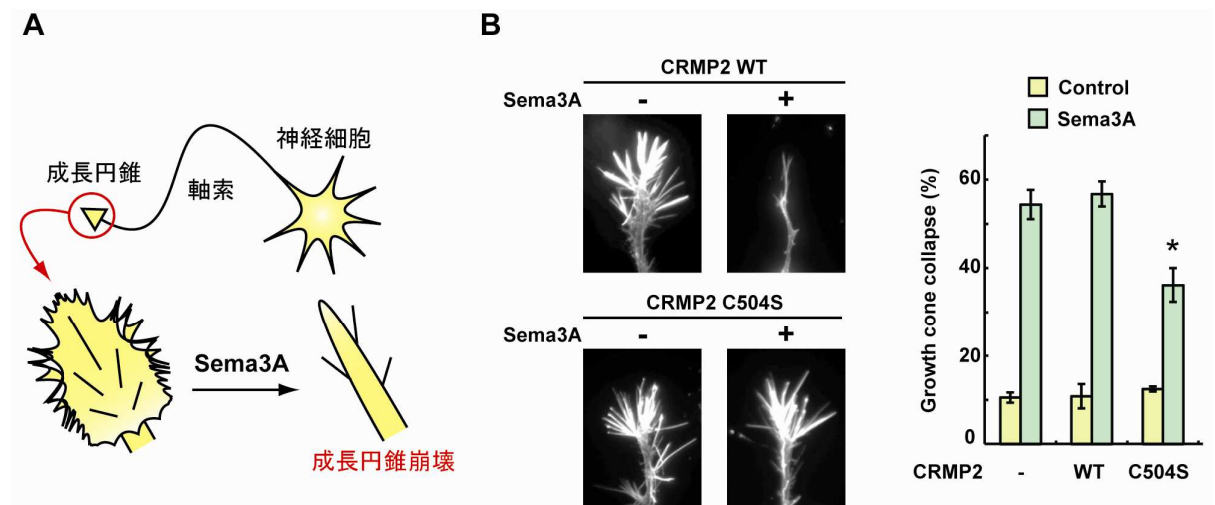 A
神経細胞
成長円錐
軸索
Sema3A
成長円錐崩壊
B
CRMP2 WT
Sema3A - +
CRMP2 C504S
Sema3A - +
Control
Sema3A
Growth cone collapse (%)
60
40
20
0
CRMP2 - WT C504S
*